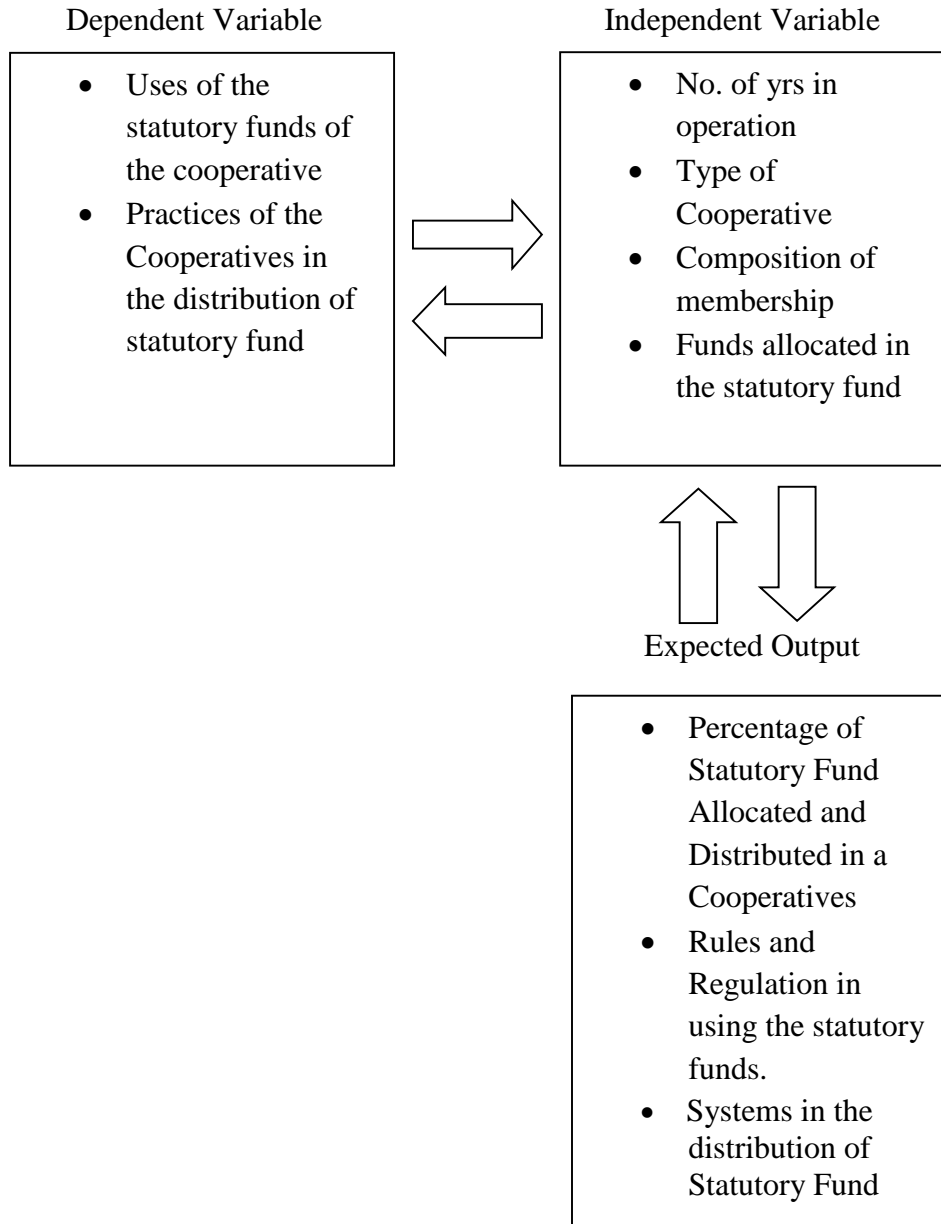 Dependent Variable
• Uses of the
statutory funds of
the cooperative
• Practices of the
Cooperatives in
the distribution of
statutory fund
Independent Variable
• No. of yrs in
operation
• Type of
Cooperative
• Composition of
membership
• Funds allocated in
the statutory fund
Expected Output
• Percentage of
Statutory Fund
Allocated and
Distributed in a
Cooperatives
• Rules and
Regulation in
using the statutory
funds.
• Systems in the
distribution of
Statutory Fund